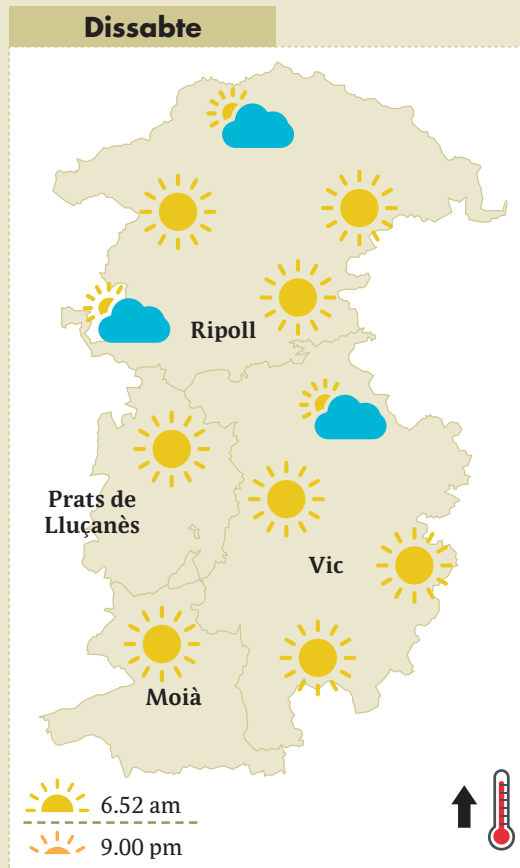 Dissabte
Ripoll
Prats de
Lluçanès
Vic
Moià
6.52 am
9.00 pm